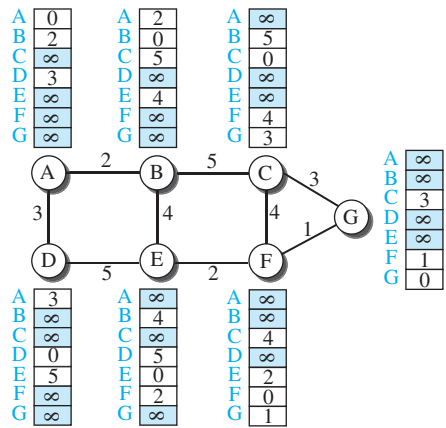 A 0
B 2
C ∞
D 3
E ∞
F ∞
G ∞
A 2
B 0
C 5
D ∞
E 4
F ∞
G ∞
A ∞
B 5
C 0
D ∞
E ∞
F 4
G 3
A 2 B 5 C 3
3 4 4 1 G
D 5 E 2 F
A ∞
B ∞
C 3
D ∞
E ∞
F 1
G 0
A 3
B ∞
C ∞
D 0
E 5
F ∞
G ∞
A ∞
B 4
C ∞
D 5
E 0
F 2
G ∞
A ∞
B ∞
C 4
D ∞
E 2
F 0
G 1